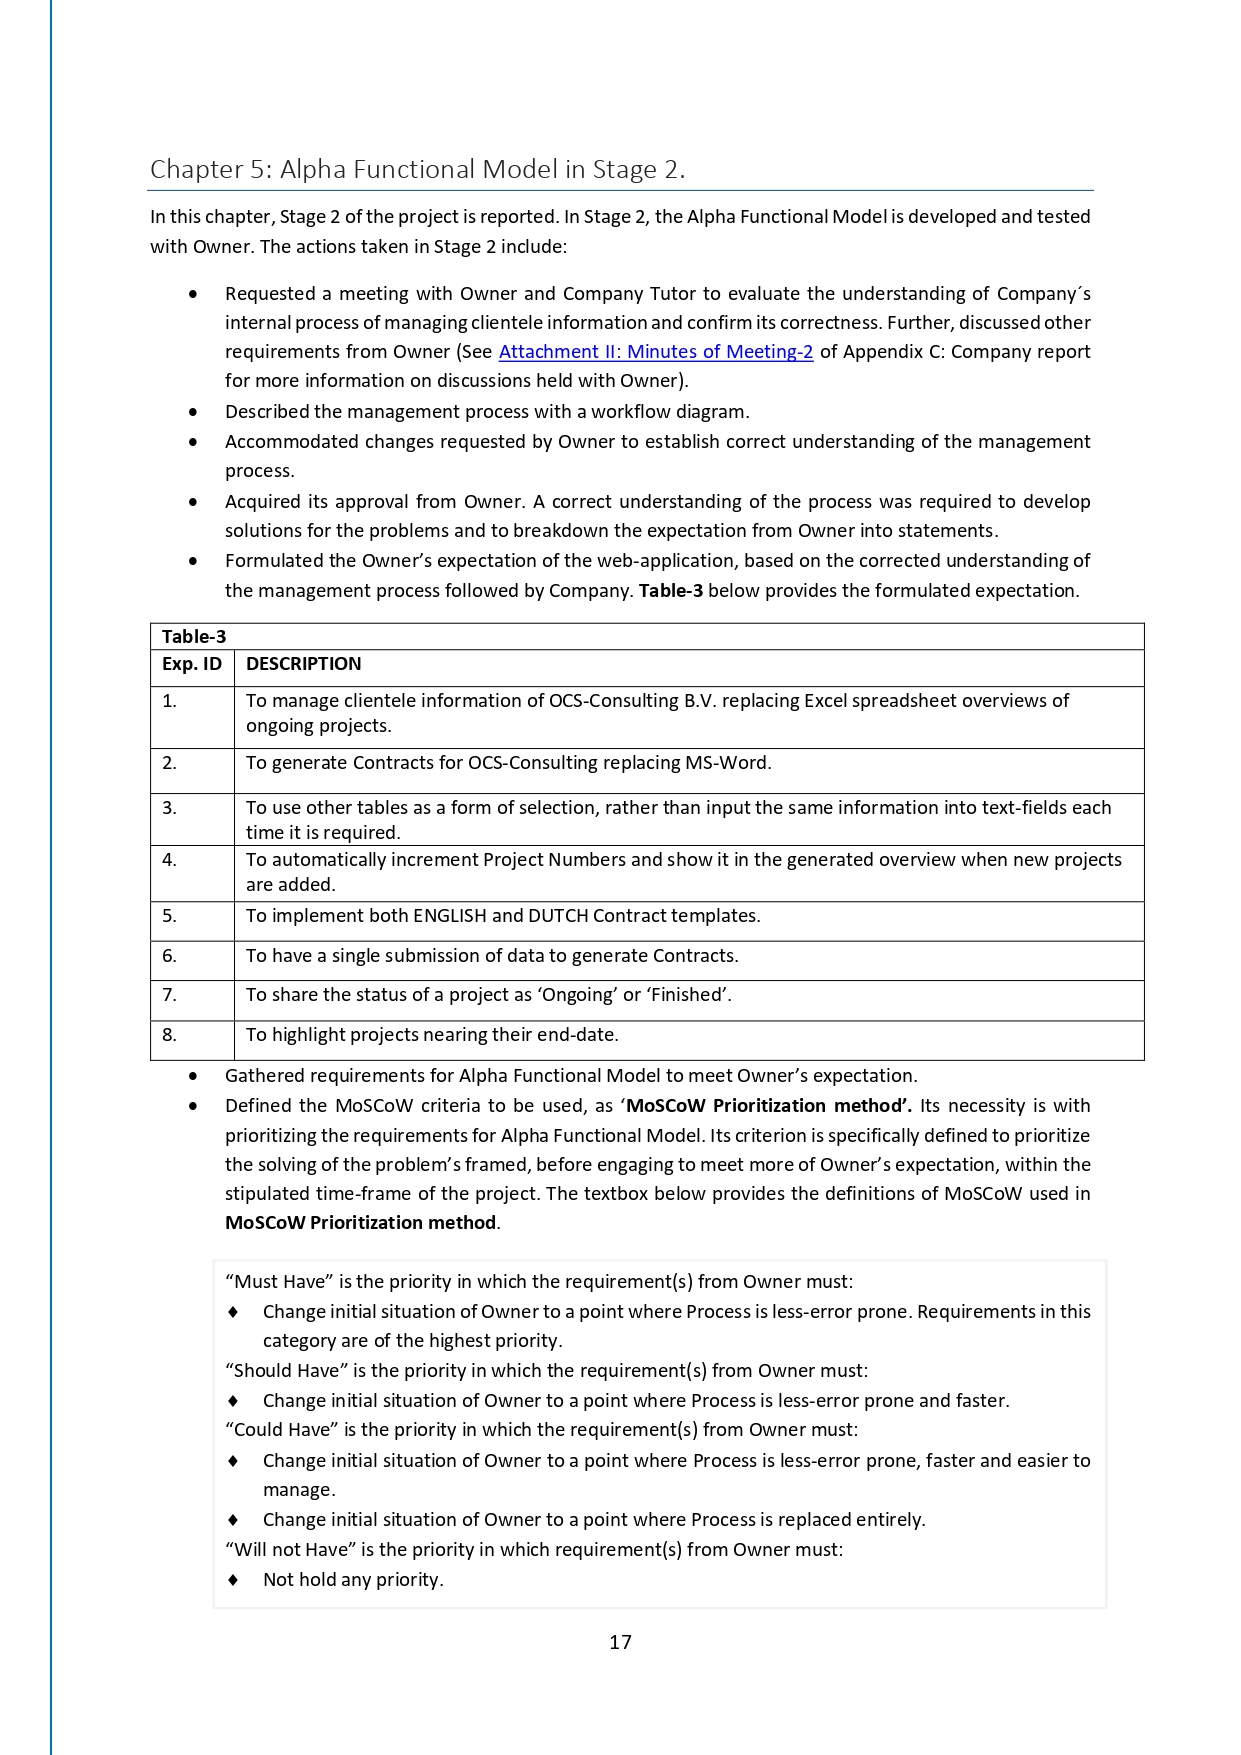 Chapter 5: Alpha Functional Model in Stage 2.
In this chapter, Stage 2 of the project is reported. In Stage 2, the Alpha Functional Model is developed and tested
with Owner. The actions taken in Stage 2 include:
• Requested a meeting with Owner and Company Tutor to evaluate the understanding of Company´s
internal process of managing clientele information and confirm its correctness. Further, discussed other
requirements from Owner (See Attachment II: Minutes of Meeting-2 of Appendix C: Company report
for more information on discussions held with Owner).
• Described the management process with a workflow diagram.
• Accommodated changes requested by Owner to establish correct understanding of the management
process.
• Acquired its approval from Owner. A correct understanding of the process was required to develop
solutions for the problems and to breakdown the expectation from Owner into statements.
• Formulated the Owner’s expectation of the web-application, based on the corrected understanding of
the management process followed by Company. Table-3 below provides the formulated expectation.
Table-3
Exp. ID DESCRIPTION
1. To manage clientele information of OCS-Consulting B.V. replacing Excel spreadsheet overviews of
ongoing projects.
2. To generate Contracts for OCS-Consulting replacing MS-Word.
3. To use other tables as a form of selection, rather than input the same information into text-fields each
time it is required.
4. To automatically increment Project Numbers and show it in the generated overview when new projects
are added.
5. To implement both ENGLISH and DUTCH Contract templates.
6. To have a single submission of data to generate Contracts.
7. To share the status of a project as ‘Ongoing’ or ‘Finished’.
8. To highlight projects nearing their end-date.
• Gathered requirements for Alpha Functional Model to meet Owner’s expectation.
• Defined the MoSCoW criteria to be used, as ‘MoSCoW Prioritization method’. Its necessity is with
prioritizing the requirements for Alpha Functional Model. Its criterion is specifically defined to prioritize
the solving of the problem’s framed, before engaging to meet more of Owner’s expectation, within the
stipulated time-frame of the project. The textbox below provides the definitions of MoSCoW used in
MoSCoW Prioritization method.
“Must Have” is the priority in which the requirement(s) from Owner must:
♦ Change initial situation of Owner to a point where Process is less-error prone. Requirements in this
category are of the highest priority.
“Should Have” is the priority in which the requirement(s) from Owner must:
♦ Change initial situation of Owner to a point where Process is less-error prone and faster.
“Could Have” is the priority in which the requirement(s) from Owner must:
♦ Change initial situation of Owner to a point where Process is less-error prone, faster and easier to
manage.
♦ Change initial situation of Owner to a point where Process is replaced entirely.
“Will not Have” is the priority in which requirement(s) from Owner must:
♦ Not hold any priority.
17